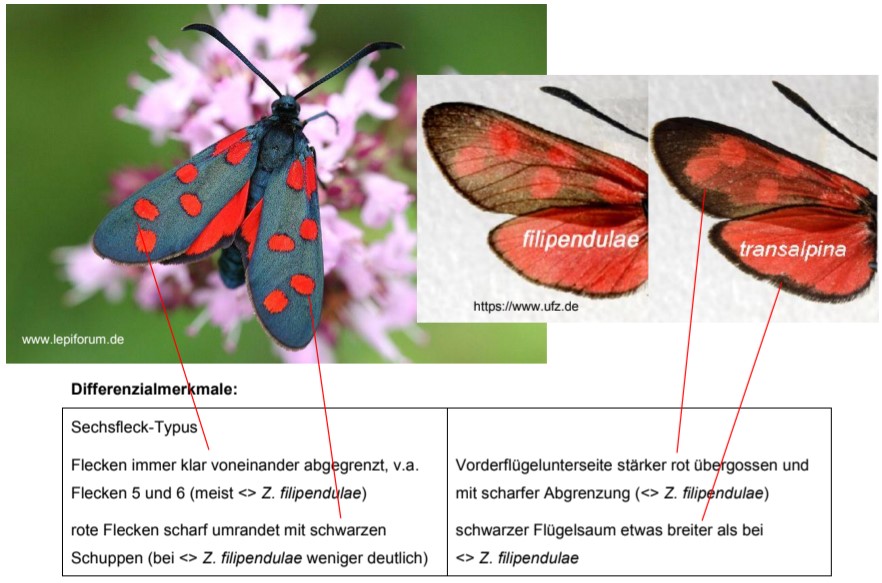 filipendulae
transalpina
https://www.ufz.de
www.lepiforum.de
Differenzialmerkmale:
Sechsfleck-Typus
Flecken immer klar voneinander abgegrenzt, v.a.
Flecken 5 und 6 (meist <> Z. filipendulae)
rote Flecken scharf umrandet mit schwarzen
Schuppen (bei <> Z. filipendulae weniger deutlich)
Vorderflügelunterseite stärker rot übergossen und
mit scharfer Abgrenzung (<> Z. filipendulae)
schwarzer Flügelsaum etwas breiter als bei
<> Z. filipendulae